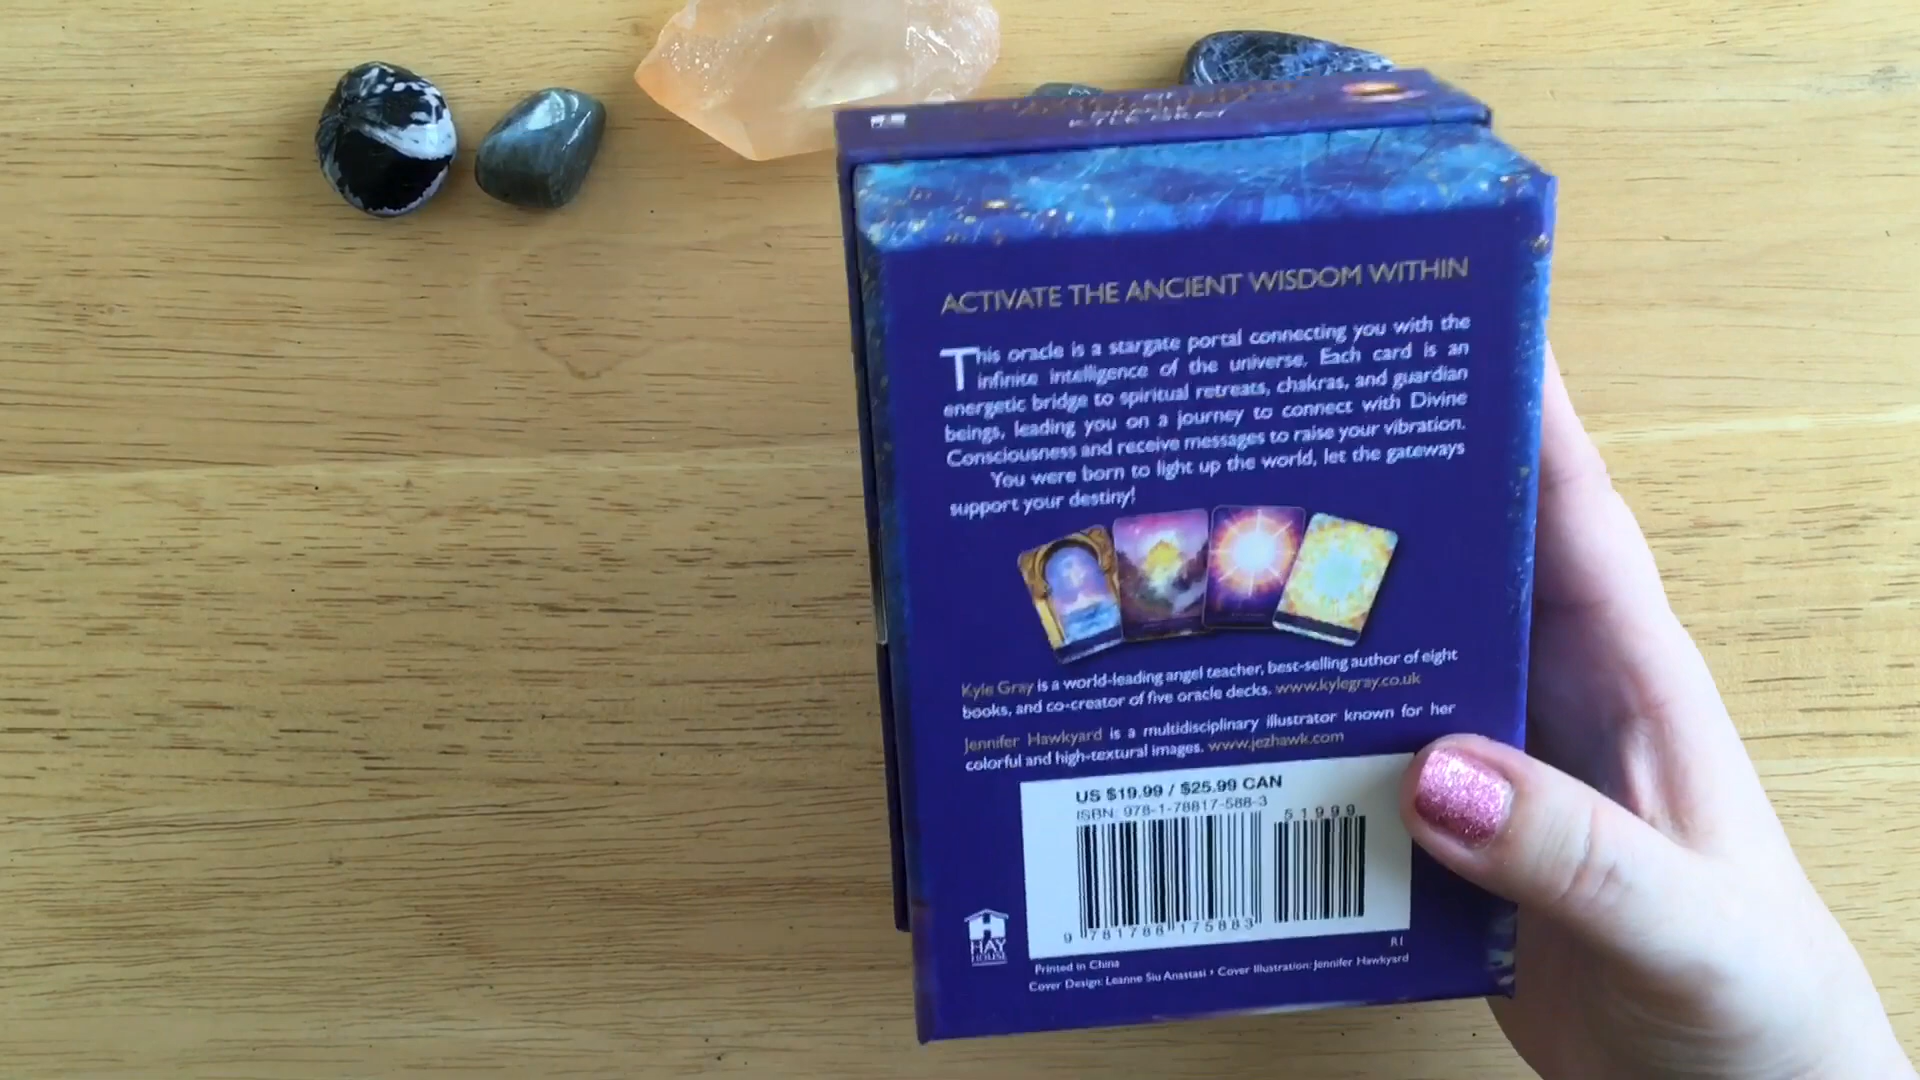 KYLE GRAY
ACTIVATE THE ANCIENT WISDOM WITHIN
This oracle is a stargate portal connecting you with the
infinite intelligence of the universe. Each card is an
energetic bridge to spiritual retreats, chakras, and guardian
beings, leading you on a journey to connect with Divine
Consciousness and receive messages to raise your vibration.
You were born to light up the world, let the gateways
support your destiny!
Kyle Gray is a world-leading angel teacher, best-selling author of eight
books, and co-creator of five oracle decks. www.kylegray.co.uk
Jennifer Hawkyard is a multidisciplinary illustrator known for her
colorful and high-textural images. www.jezhawk.com
US $19.99 / $25.99 CAN
ISBN: 978-1-78817-588-3
51999
9 781788 175883
HAY
HOUSE
R1
Printed in China
Cover Design: Leanne Siu Anastasi • Cover Illustration: Jennifer Hawkyard